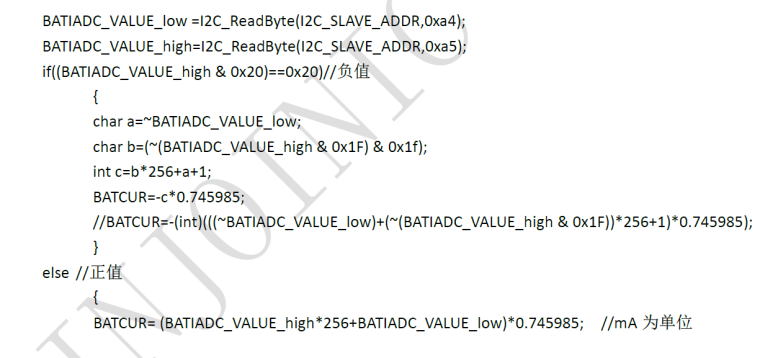 BATIADC_VALUE_low =I2C_ReadByte(I2C_SLAVE_ADDR,0xa4);
BATIADC_VALUE_high=I2C_ReadByte(I2C_SLAVE_ADDR,0xa5);
if((BATIADC_VALUE_high & 0x20)==0x20)//负值
{
char a=~BATIADC_VALUE_low;
char b=(~(BATIADC_VALUE_high & 0x1F) & 0x1f);
int c=b*256+a+1;
BATCUR=-c*0.745985;
//BATCUR=-(int)(((~BATIADC_VALUE_low)+(~(BATIADC_VALUE_high & 0x1F))*256+1)*0.745985);
}
else //正值
{
BATCUR= (BATIADC_VALUE_high*256+BATIADC_VALUE_low)*0.745985; //mA 为单位
INJOINIC